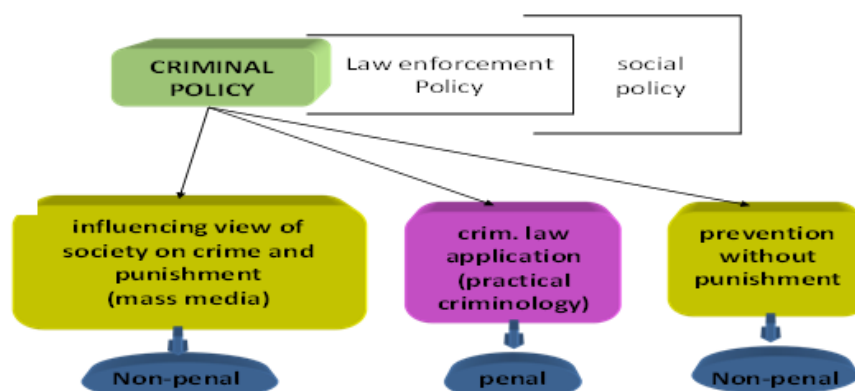 CRIMINAL
POLICY
Law enforcement
Policy
social
policy
influencing view of
society on crime and
punishment
(mass media)
crim. law
application
(practical
criminology)
prevention
without
punishment
Non-penal
penal
Non-penal